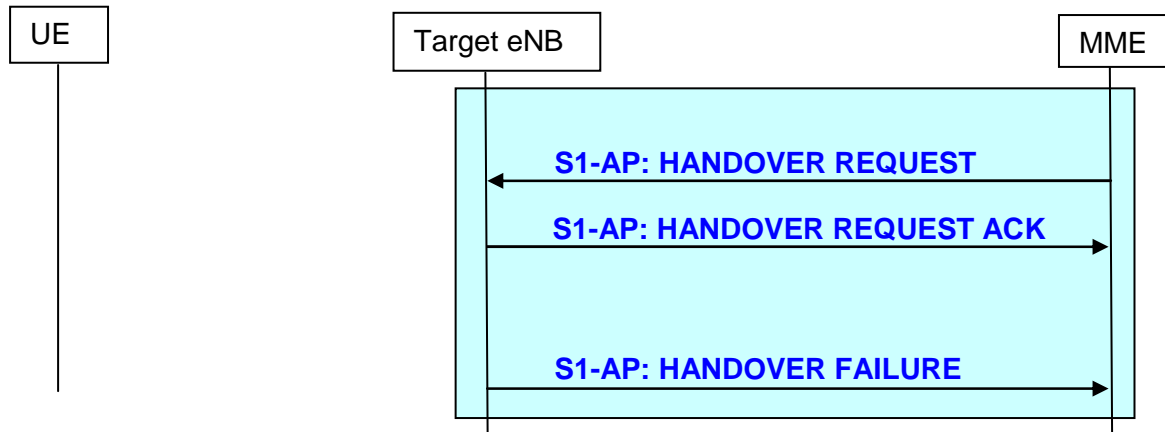 UE
Target eNB
MME
S1-AP: HANDOVER REQUEST
S1-AP: HANDOVER REQUEST ACK
S1-AP: HANDOVER FAILURE